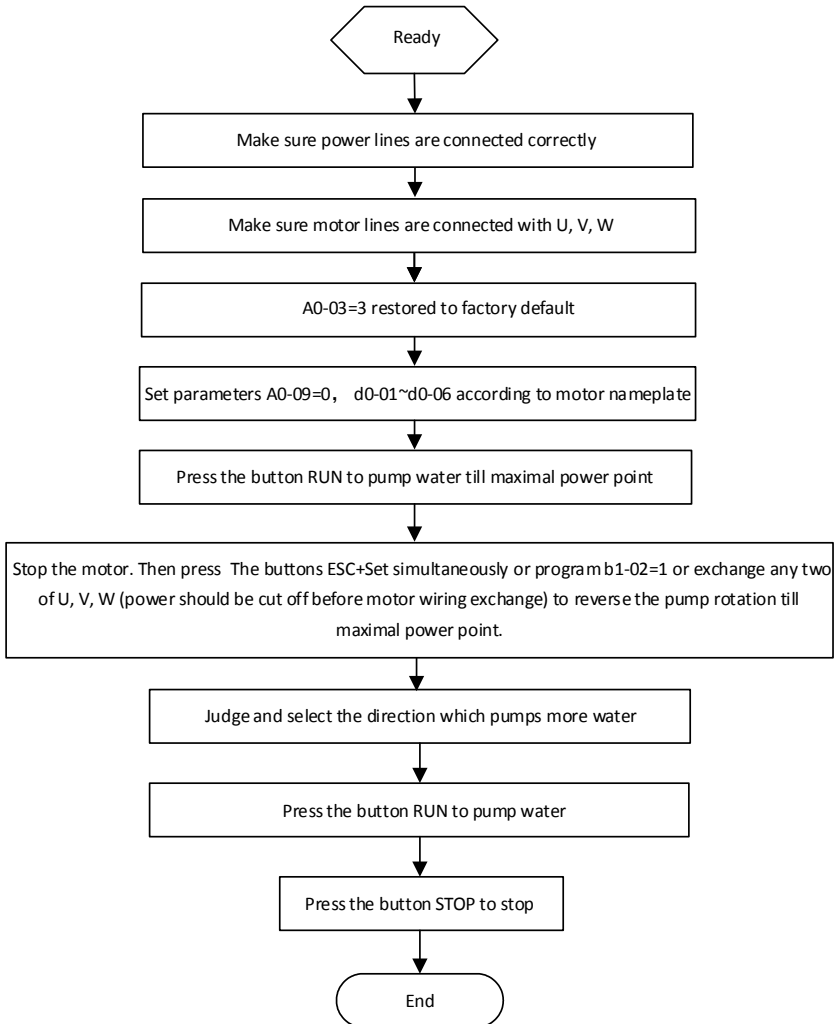 Ready
Make sure power lines are connected correctly
Make sure motor lines are connected with U, V, W
A0-03=3 restored to factory default
Set parameters A0-09=0， d0-01~d0-06 according to motor nameplate
Press the button RUN to pump water till maximal power point
Stop the motor. Then press The buttons ESC+Set simultaneously or program b1-02=1 or exchange any two
of U, V, W (power should be cut off before motor wiring exchange) to reverse the pump rotation till
maximal power point.
Judge and select the direction which pumps more water
Press the button RUN to pump water
Press the button STOP to stop
End